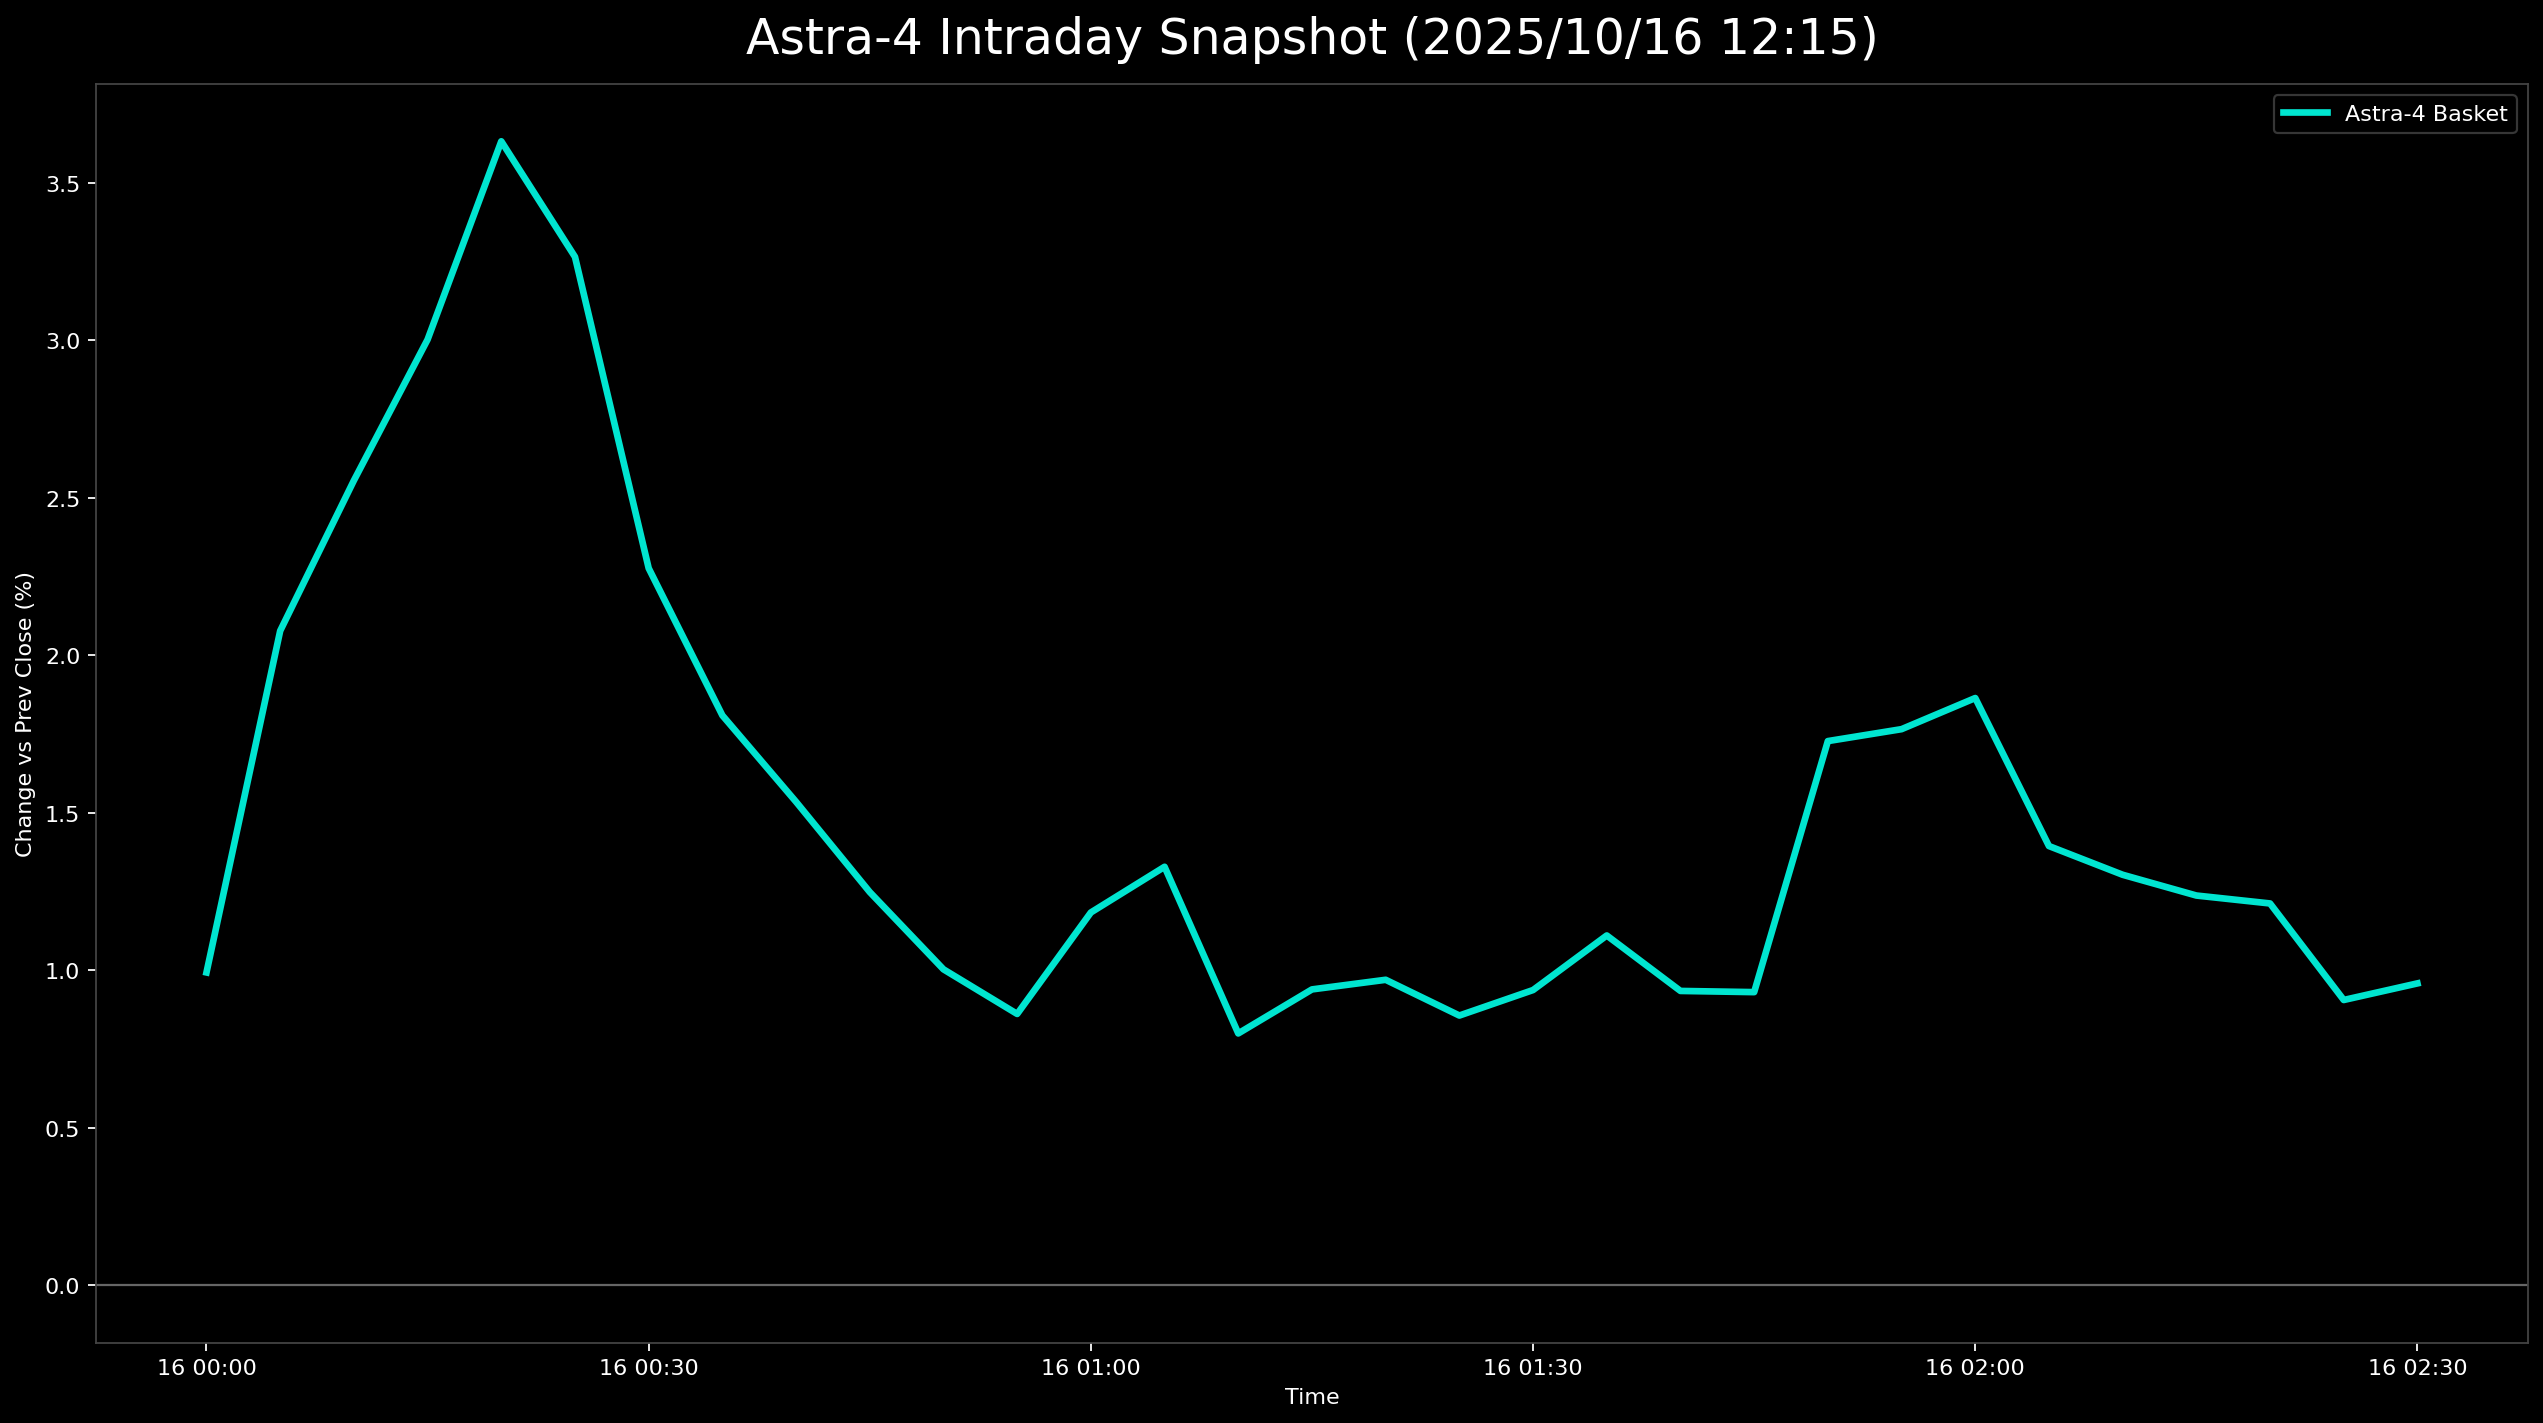 Astra-4 Intraday Snapshot (2025/10/16 12:15)
Astra-4 Basket
Change vs Prev Close (%)
3.5
3.0
2.5
2.0
1.5
1.0
0.5
0.0
16 00:00 16 00:30 16 01:00 16 01:30 16 02:00 16 02:30
Time